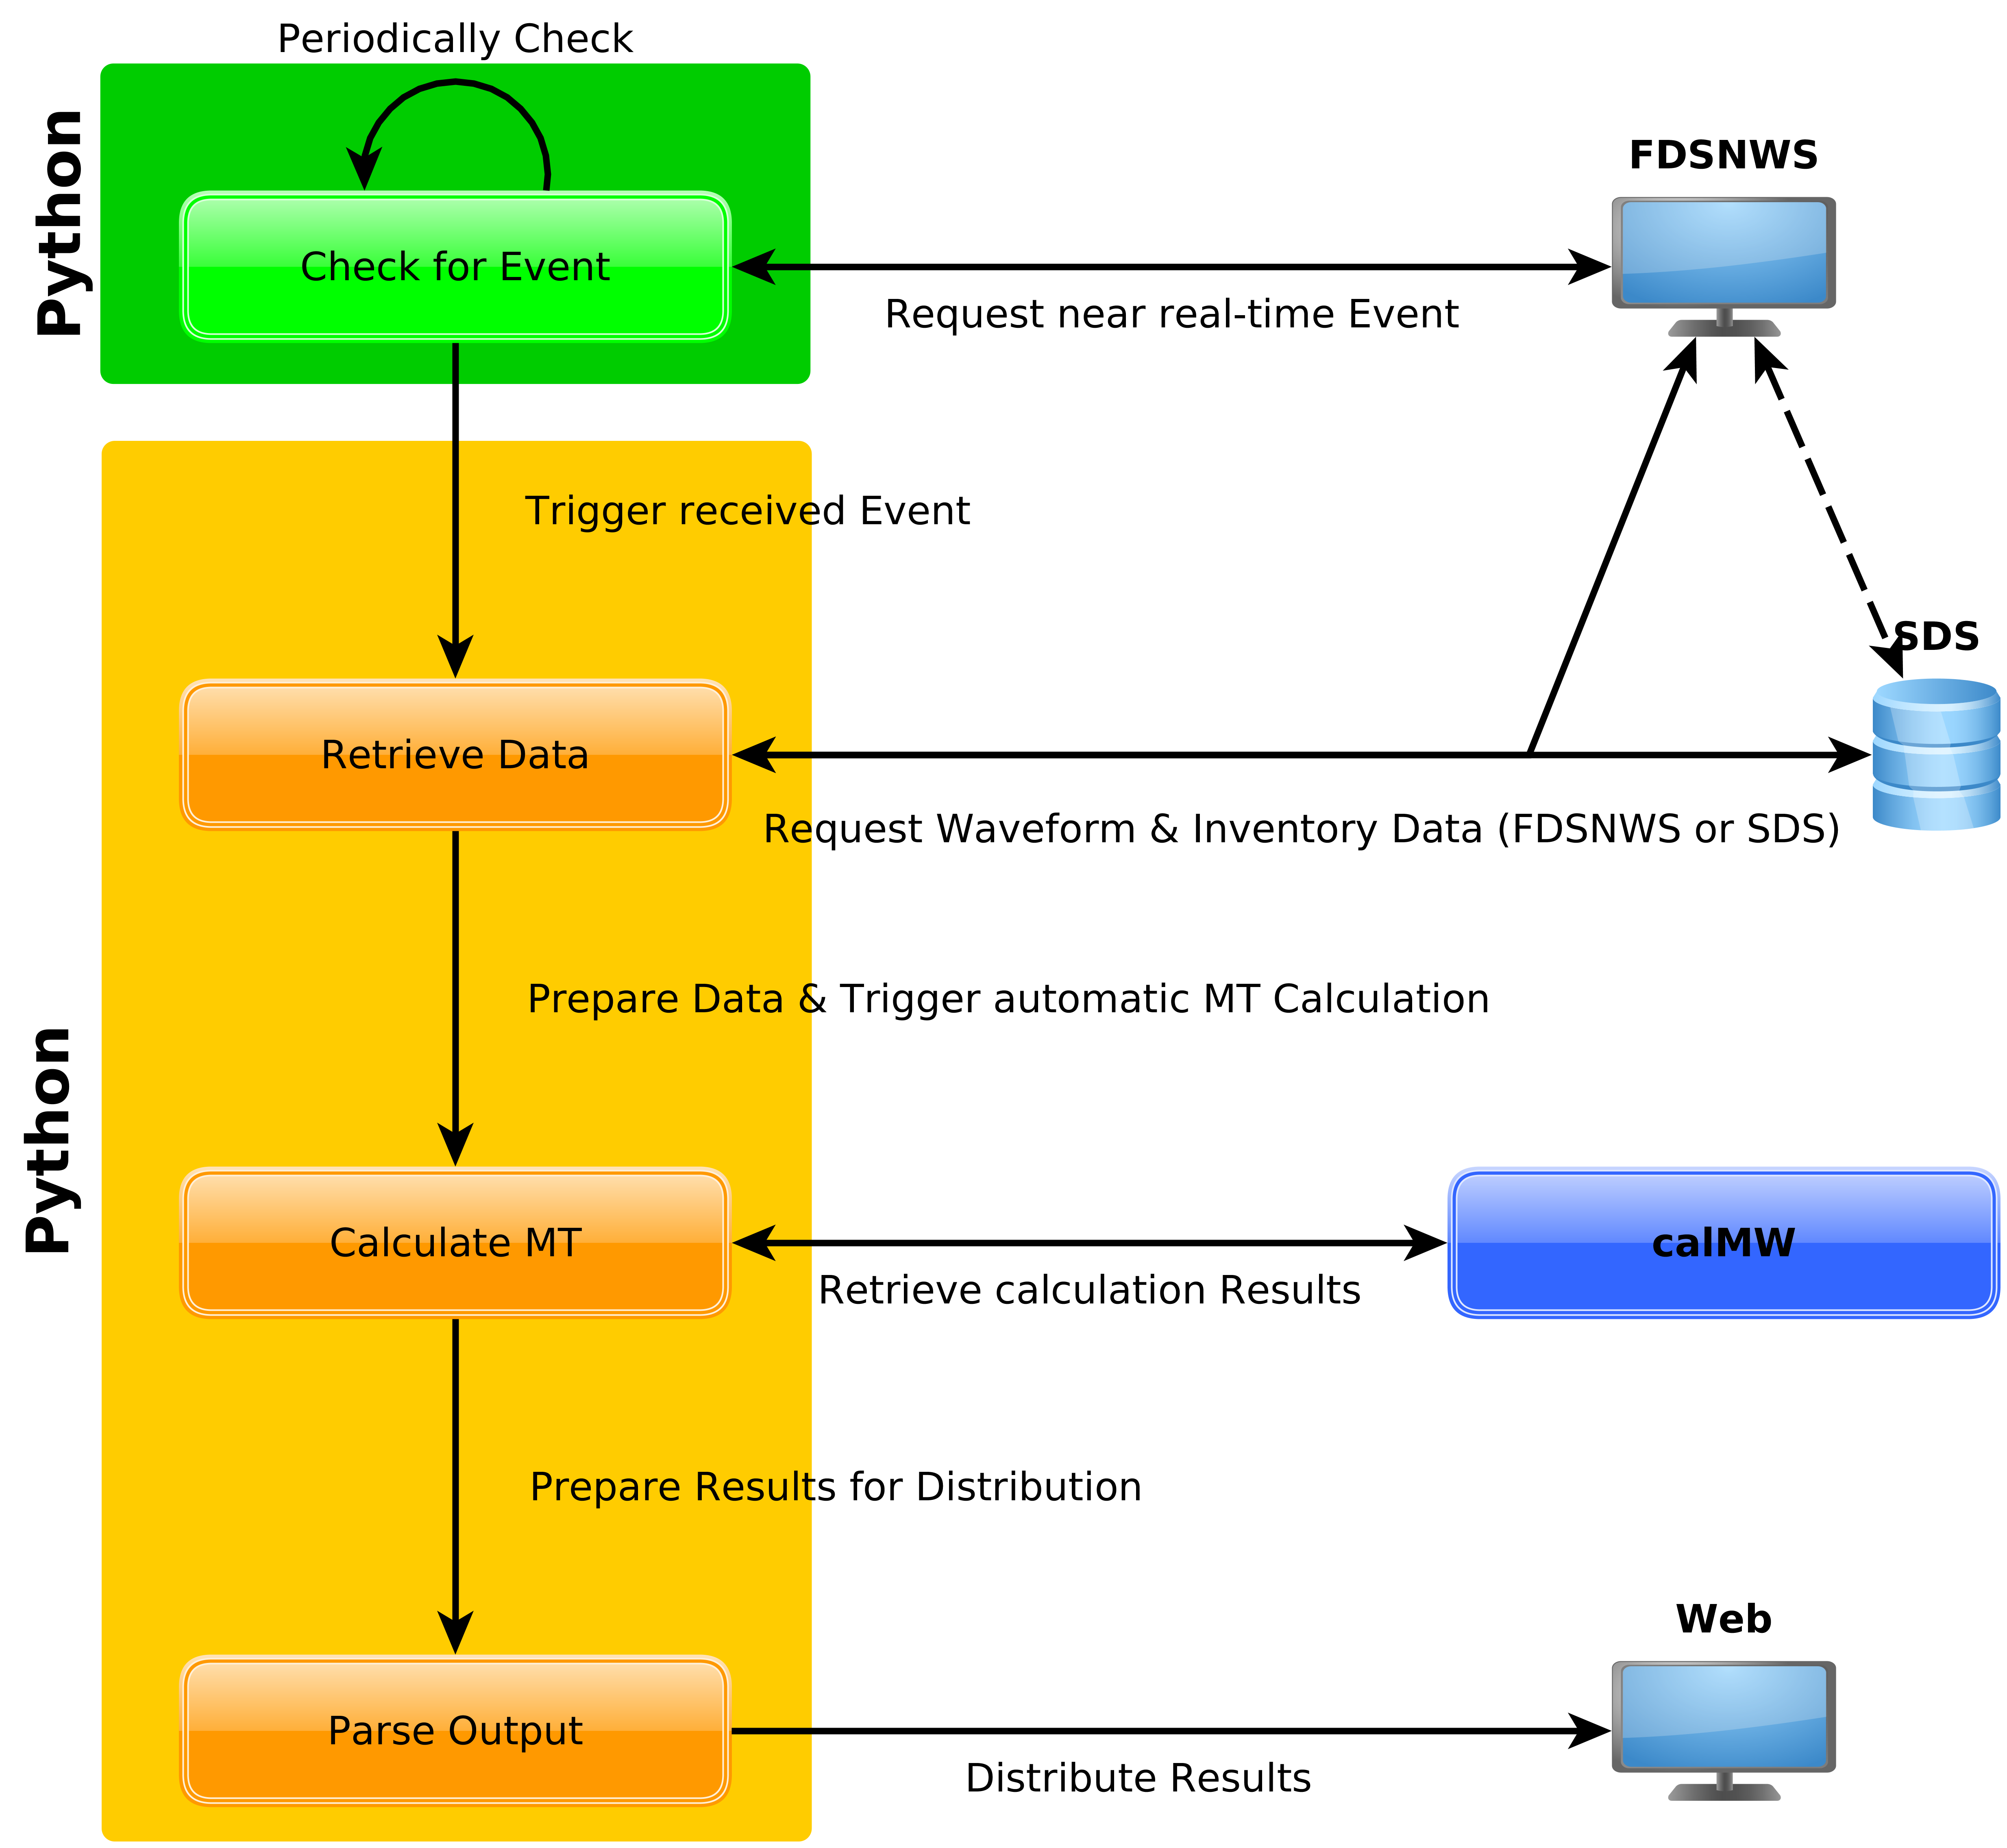 Periodically Check
Python
Check for Event
FDSNWS
Request near real-time Event
Trigger received Event
SDS
Retrieve Data
Request Waveform & Inventory Data (FDSNWS or SDS)
Prepare Data & Trigger automatic MT Calculation
Python
Calculate MT
calMW
Retrieve calculation Results
Prepare Results for Distribution
Web
Parse Output
Distribute Results